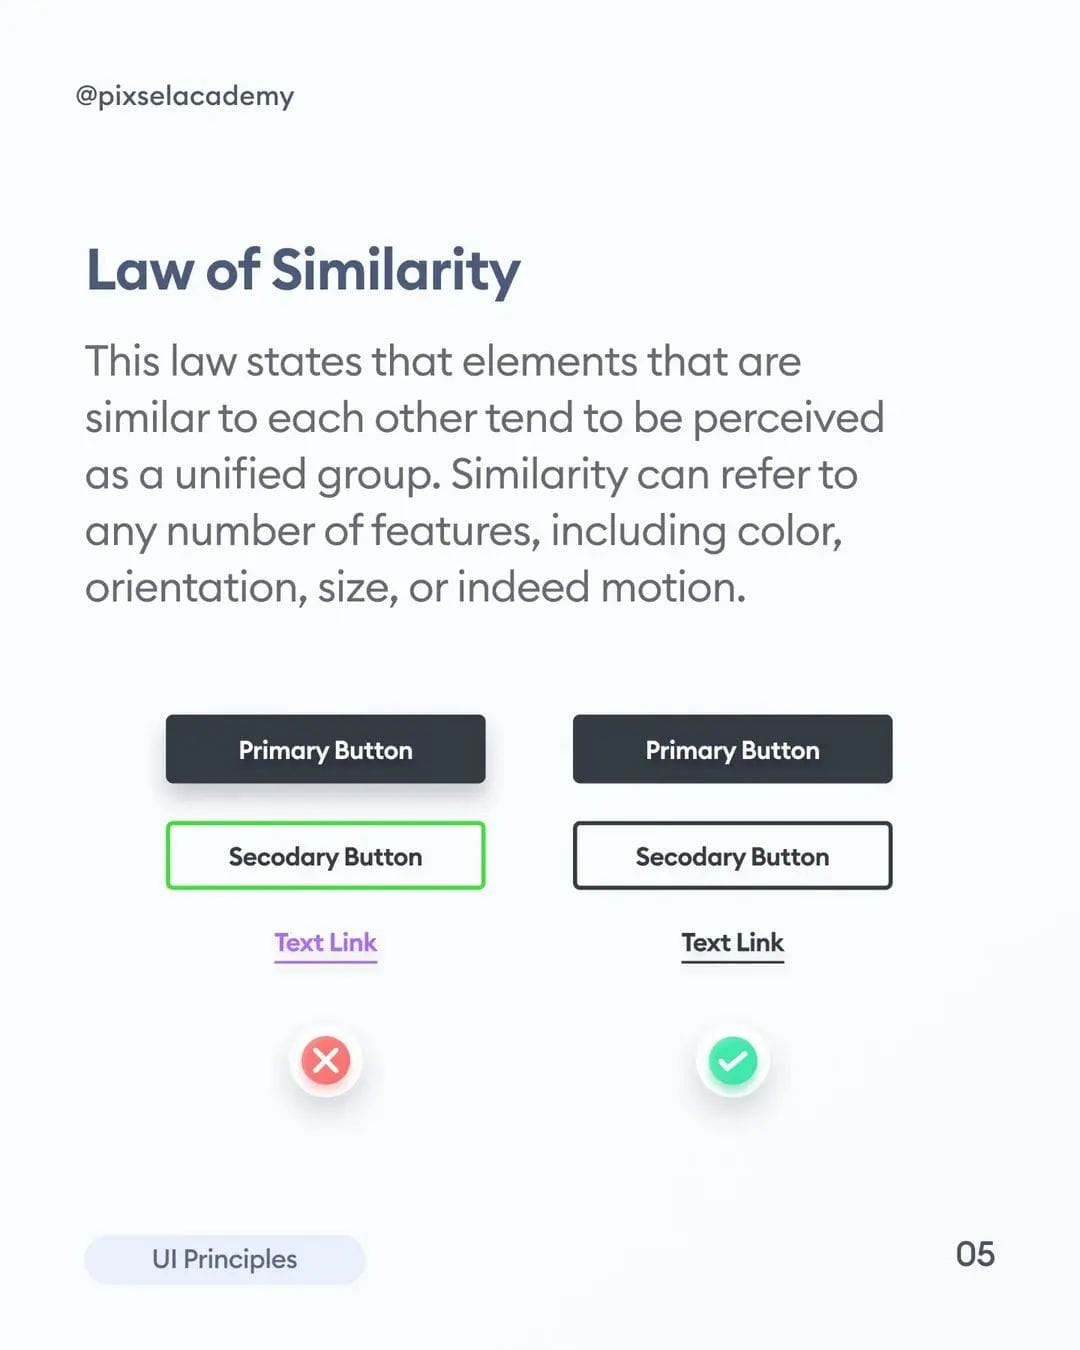 @pixselacademy
Law of Similarity
This law states that elements that are
similar to each other tend to be perceived
as a unified group. Similarity can refer to
any number of features, including color,
orientation, size, or indeed motion.
Primary Button
Primary Button
Secodary Button
Secodary Button
Text Link
Text Link
UI Principles
05